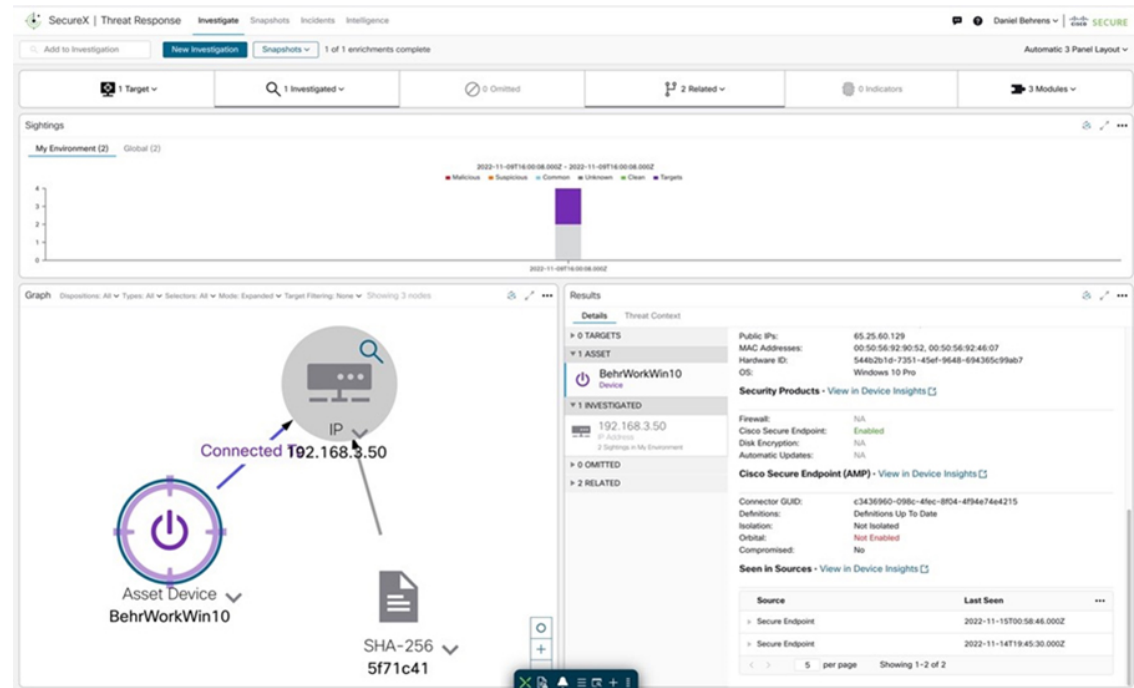 SecureX | Threat Response Investigate Snapshots Incidents Intelligence Daniel Behrens CISCO SECURE
Add to Investigation New Investigation Snapshots 1 of 1 enrichments complete Automatic 3 Panel Layout
1 Target 1 Investigated 0 Omitted 2 Related 0 Indicators 3 Modules
Sightings
My Environment (2) Global (2)
2022-11-09T16:00:08.000Z - 2022-11-09T16:00:08.000Z
Malicious Suspicious Common Unknown Clean Targets
4
3
2
1
0
2022-11-09T16:00:08.000Z
Graph Dispositions: All Types: All Selectors: All Mode: Expanded Target Filtering: None Showing 3 nodes
IP
192.168.3.50
Connected T
Asset Device
BehrWorkWin10
SHA-256
5f71c41
Results
Details Threat Context
0 TARGETS
1 ASSET
BehrWorkWin10
Device
1 INVESTIGATED
192.168.3.50
IP Address
2 Sightings in My Environment
0 OMITTED
2 RELATED
Public IPs: 65.25.60.129
MAC Addresses: 00:50:56:92:90:52, 00:50:56:92:46:07
Hardware ID: 544b2b1d-7351-45ef-9648-694365c99ab7
OS: Windows 10 Pro
Security Products - View in Device Insights
Firewall: NA
Cisco Secure Endpoint: Enabled
Disk Encryption: NA
Automatic Updates: NA
Cisco Secure Endpoint (AMP) - View in Device Insights
Connector GUID: c3436960-098c-4fec-8f04-4f94e74e4215
Definitions: Definitions Up To Date
Isolation: Not Isolated
Orbital: Not Enabled
Compromised: No
Seen in Sources - View in Device Insights
Source Last Seen
Secure Endpoint 2022-11-15T00:58:46.000Z
Secure Endpoint 2022-11-14T19:45:30.000Z
5 per page Showing 1-2 of 2